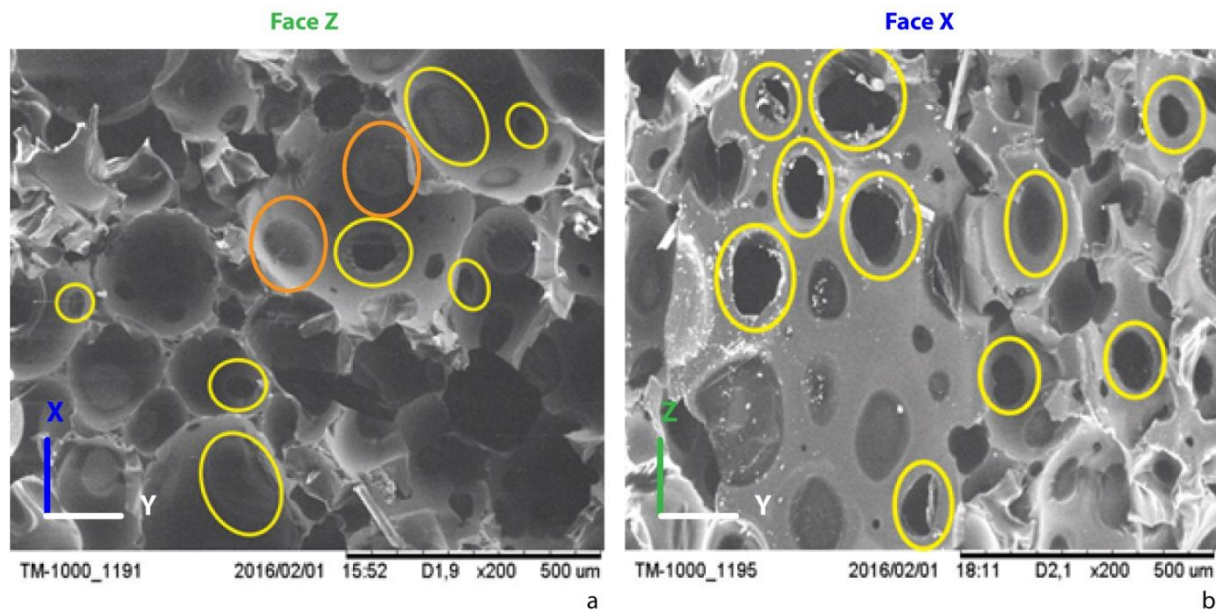 Face Z
Face X
X
Y
Z
Y
TM-1000_1191 2016/02/01 15:52 D1,9 x200 500 um
TM-1000_1195 2016/02/01 18:11 D2,1 x200 500 um
a
b